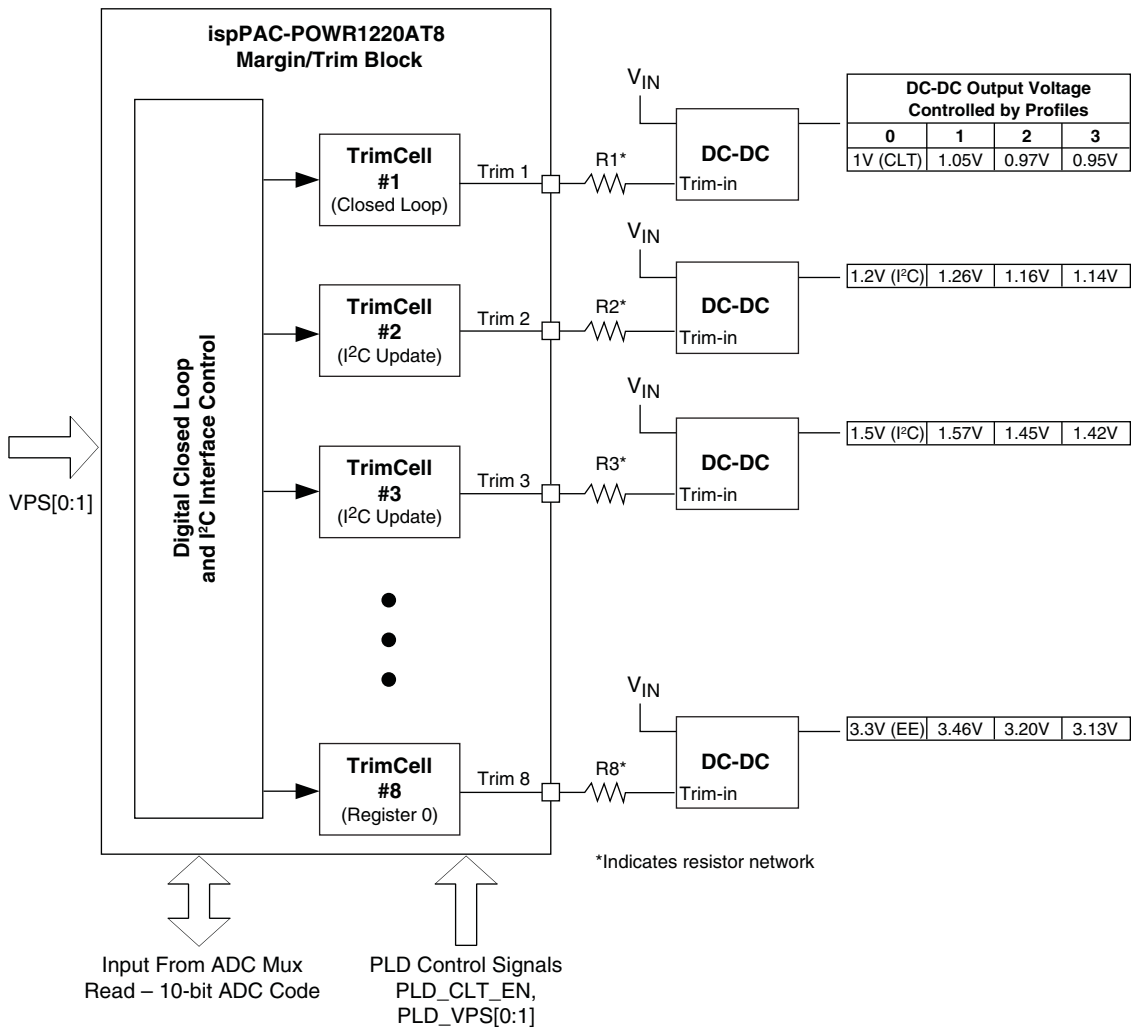 ispPAC-POWR1220AT8
Margin/Trim Block
Digital Closed Loop
and I²C Interface Control
VPS[0:1]
TrimCell
#1
(Closed Loop)
Trim 1
R1*
VIN
DC-DC
Trim-in
DC-DC Output Voltage
Controlled by Profiles
0 1 2 3
1V (CLT) 1.05V 0.97V 0.95V
TrimCell
#2
(I²C Update)
Trim 2
R2*
VIN
DC-DC
Trim-in
1.2V (I²C) 1.26V 1.16V 1.14V
TrimCell
#3
(I²C Update)
Trim 3
R3*
VIN
DC-DC
Trim-in
1.5V (I²C) 1.57V 1.45V 1.42V
TrimCell
#8
(Register 0)
Trim 8
R8*
VIN
DC-DC
Trim-in
3.3V (EE) 3.46V 3.20V 3.13V
*Indicates resistor network
Input From ADC Mux
Read – 10-bit ADC Code
PLD Control Signals
PLD_CLT_EN,
PLD_VPS[0:1]